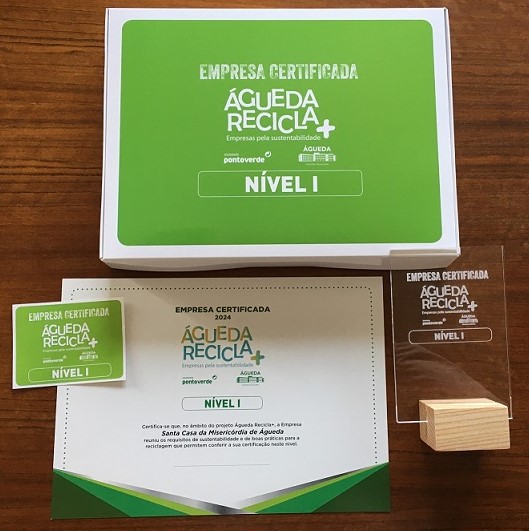 EMPRESA CERTIFICADA
ÁGUEDA
RECICLA+
Empresas pela sustentabilidade
pontoverde
ÁGUEDA
NÍVEL I
EMPRESA CERTIFICADA
ÁGUEDA
RECICLA+
Empresas pela sustentabilidade
pontoverde
ÁGUEDA
NÍVEL I
EMPRESA CERTIFICADA
2024
ÁGUEDA
RECICLA+
Empresas pela sustentabilidade
pontoverde
ÁGUEDA
NÍVEL I
Certifica-se que, no âmbito do projeto Águeda Recicla+, a Empresa
Santa Casa da Misericórdia de Águeda
reuniu os requisitos de sustentabilidade e de boas práticas para a
reciclagem que permitem conferir a sua certificação neste nível.
EMPRESA CERTIFICADA
ÁGUEDA
RECICLA+
Empresas pela sustentabilidade
pontoverde
ÁGUEDA
NÍVEL I